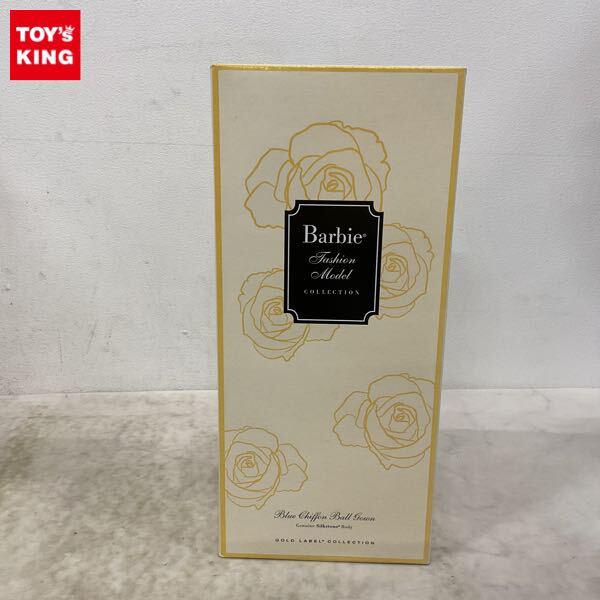 TOY'S
KING
Barbie®
Fashion
Model
COLLECTION
Blue Chiffon Ball Gown
Genuine Silkstone® Body
GOLD LABEL® COLLECTION